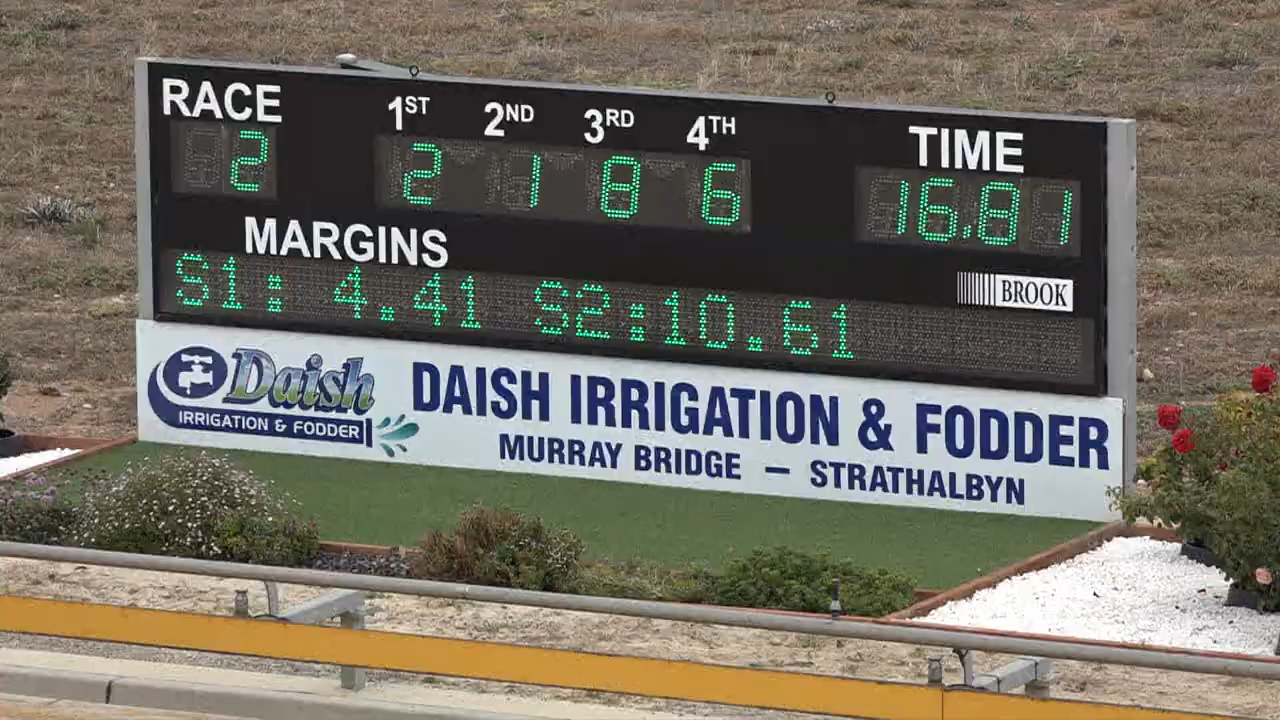 RACE 1ST 2ND 3RD 4TH TIME
2 2 1 8 6 16.81
MARGINS
S1: 4.41 S2:10.61
BROOK
Daish
IRRIGATION & FODDER
DAISH IRRIGATION & FODDER
MURRAY BRIDGE – STRATHALBYN